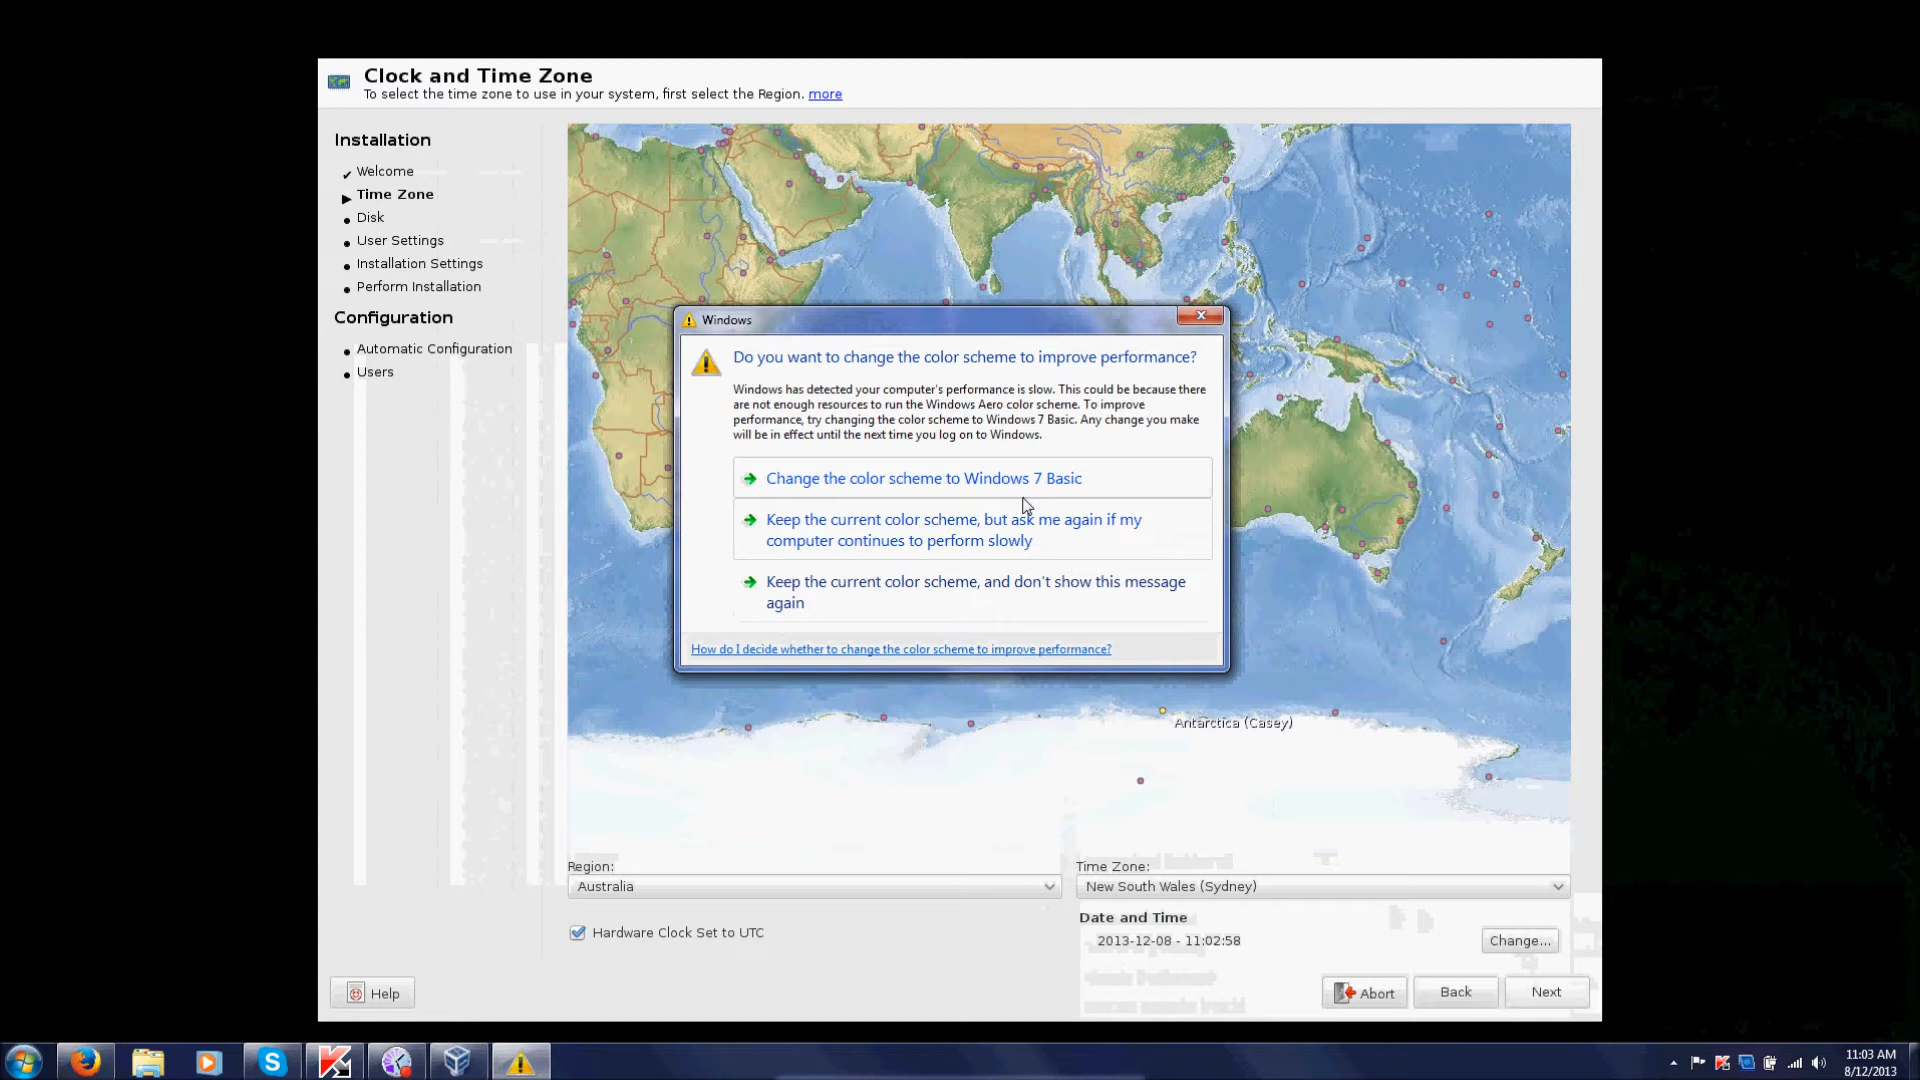 Clock and Time Zone
To select the time zone to use in your system, first select the Region. more
Installation
Welcome
Time Zone
Disk
User Settings
Installation Settings
Perform Installation
Configuration
Automatic Configuration
Users
Windows
Do you want to change the color scheme to improve performance?
Windows has detected your computer's performance is slow. This could be because there
are not enough resources to run the Windows Aero color scheme. To improve
performance, try changing the color scheme to Windows 7 Basic. Any change you make
will be in effect until the next time you log on to Windows.
Change the color scheme to Windows 7 Basic
Keep the current color scheme, but ask me again if my
computer continues to perform slowly
Keep the current color scheme, and don't show this message
again
How do I decide whether to change the color scheme to improve performance?
Antarctica (Casey)
Region:
Australia
Time Zone:
New South Wales (Sydney)
Hardware Clock Set to UTC
Date and Time
2013-12-08 - 11:02:58
Change...
Help
Abort
Back
Next
11:03 AM
8/12/2013